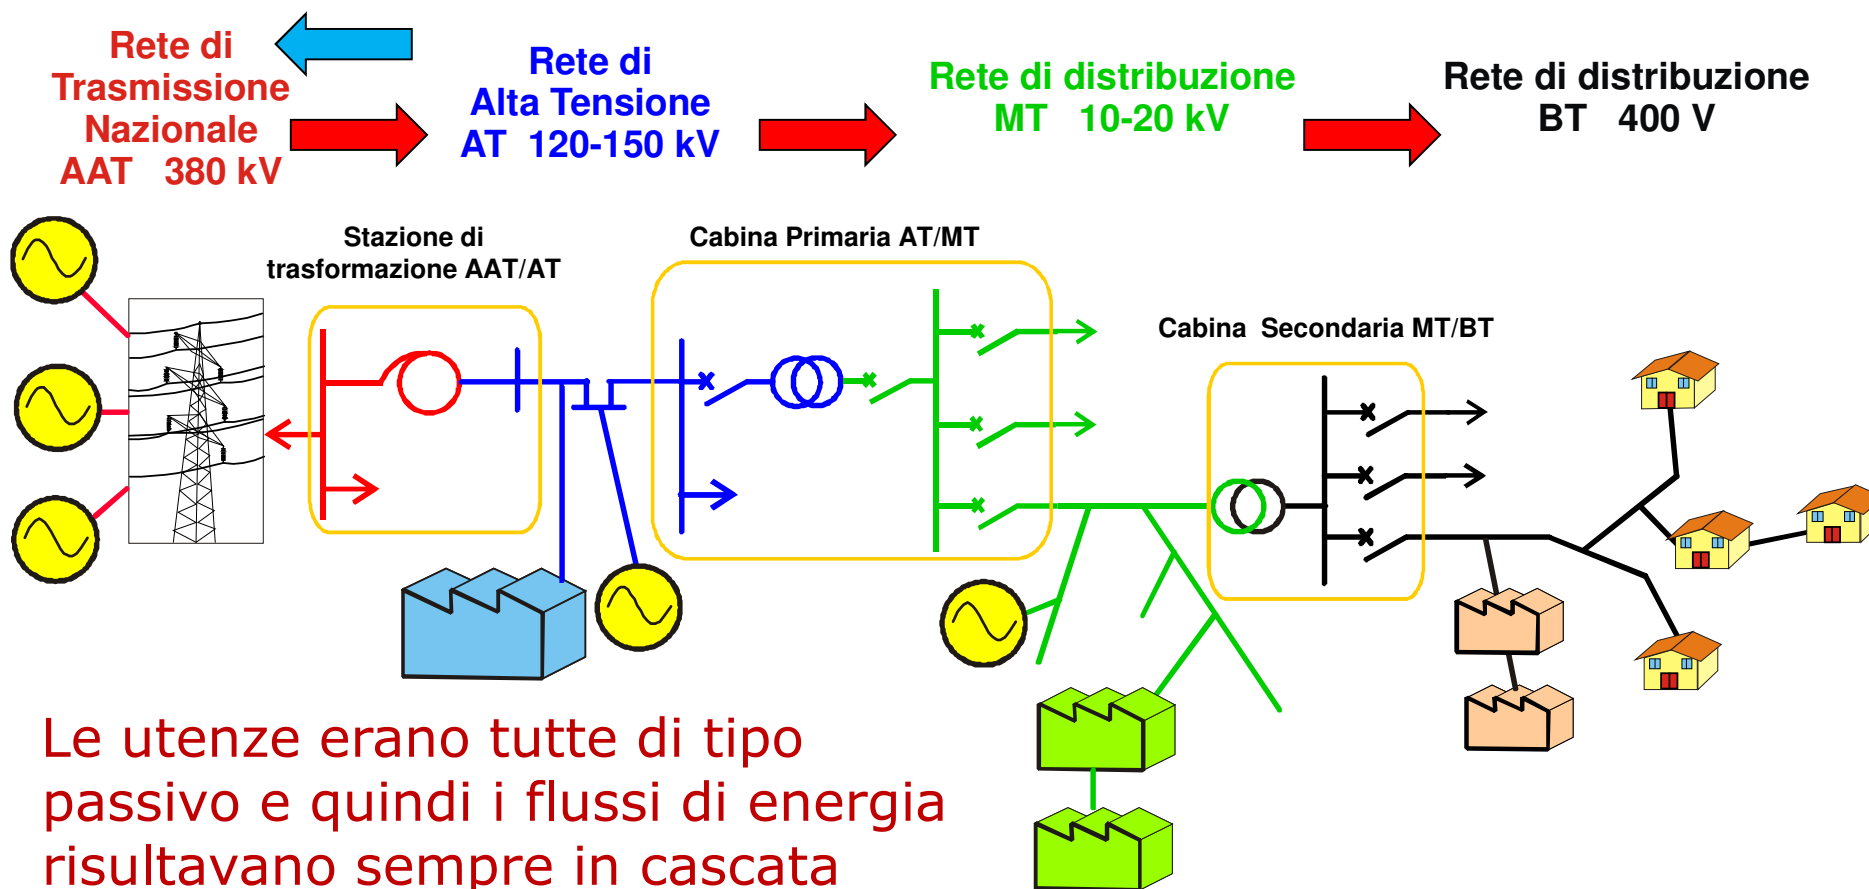 Rete di
Trasmissione
Nazionale
AAT 380 kV
Rete di
Alta Tensione
AT 120-150 kV
Rete di distribuzione
MT 10-20 kV
Rete di distribuzione
BT 400 V
Stazione di
trasformazione AAT/AT
Cabina Primaria AT/MT
Cabina Secondaria MT/BT
Le utenze erano tutte di tipo
passivo e quindi i flussi di energia
risultavano sempre in cascata